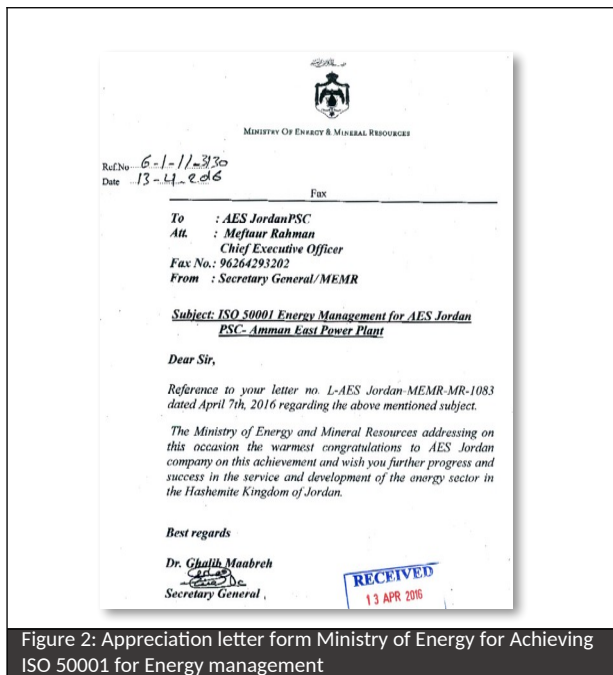 MINISTRY OF ENERGY & MINERAL RESOURCES
Ref.No 6-1-11-3130
Date 13-4-2016
Fax
To : AES JordanPSC
Att. : Meftaur Rahman
Chief Executive Officer
Fax No.: 96264293202
From : Secretary General/MEMR
Subject: ISO 50001 Energy Management for AES Jordan
PSC- Amman East Power Plant
Dear Sir,
Reference to your letter no. L-AES Jordan-MEMR-MR-1083
dated April 7th, 2016 regarding the above mentioned subject.
The Ministry of Energy and Mineral Resources addressing on
this occasion the warmest congratulations to AES Jordan
company on this achievement and wish you further progress and
success in the service and development of the energy sector in
the Hashemite Kingdom of Jordan.
Best regards
Dr. Ghalib Maabreh
Secretary General
RECEIVED
13 APR 2016
Figure 2: Appreciation letter form Ministry of Energy for Achieving
ISO 50001 for Energy management